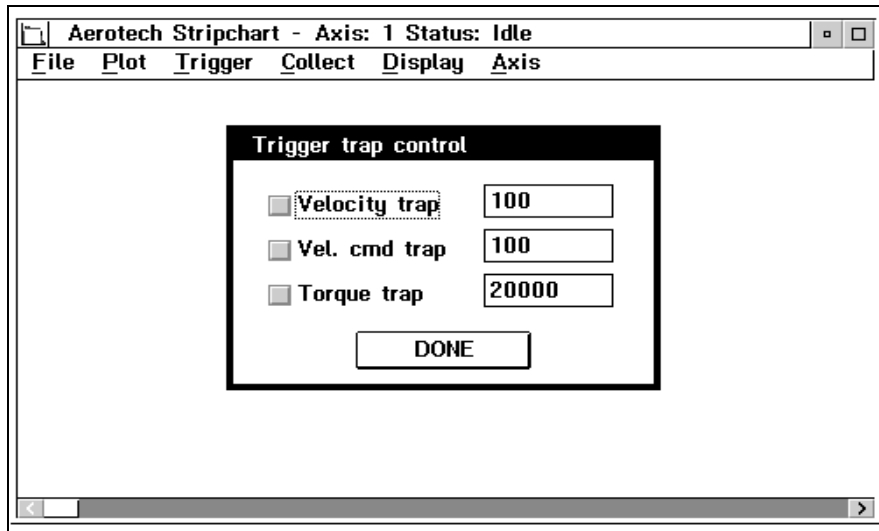 Aerotech Stripchart - Axis: 1 Status: Idle
File Plot Trigger Collect Display Axis
Trigger trap control
Velocity trap 100
Vel. cmd trap 100
Torque trap 20000
DONE